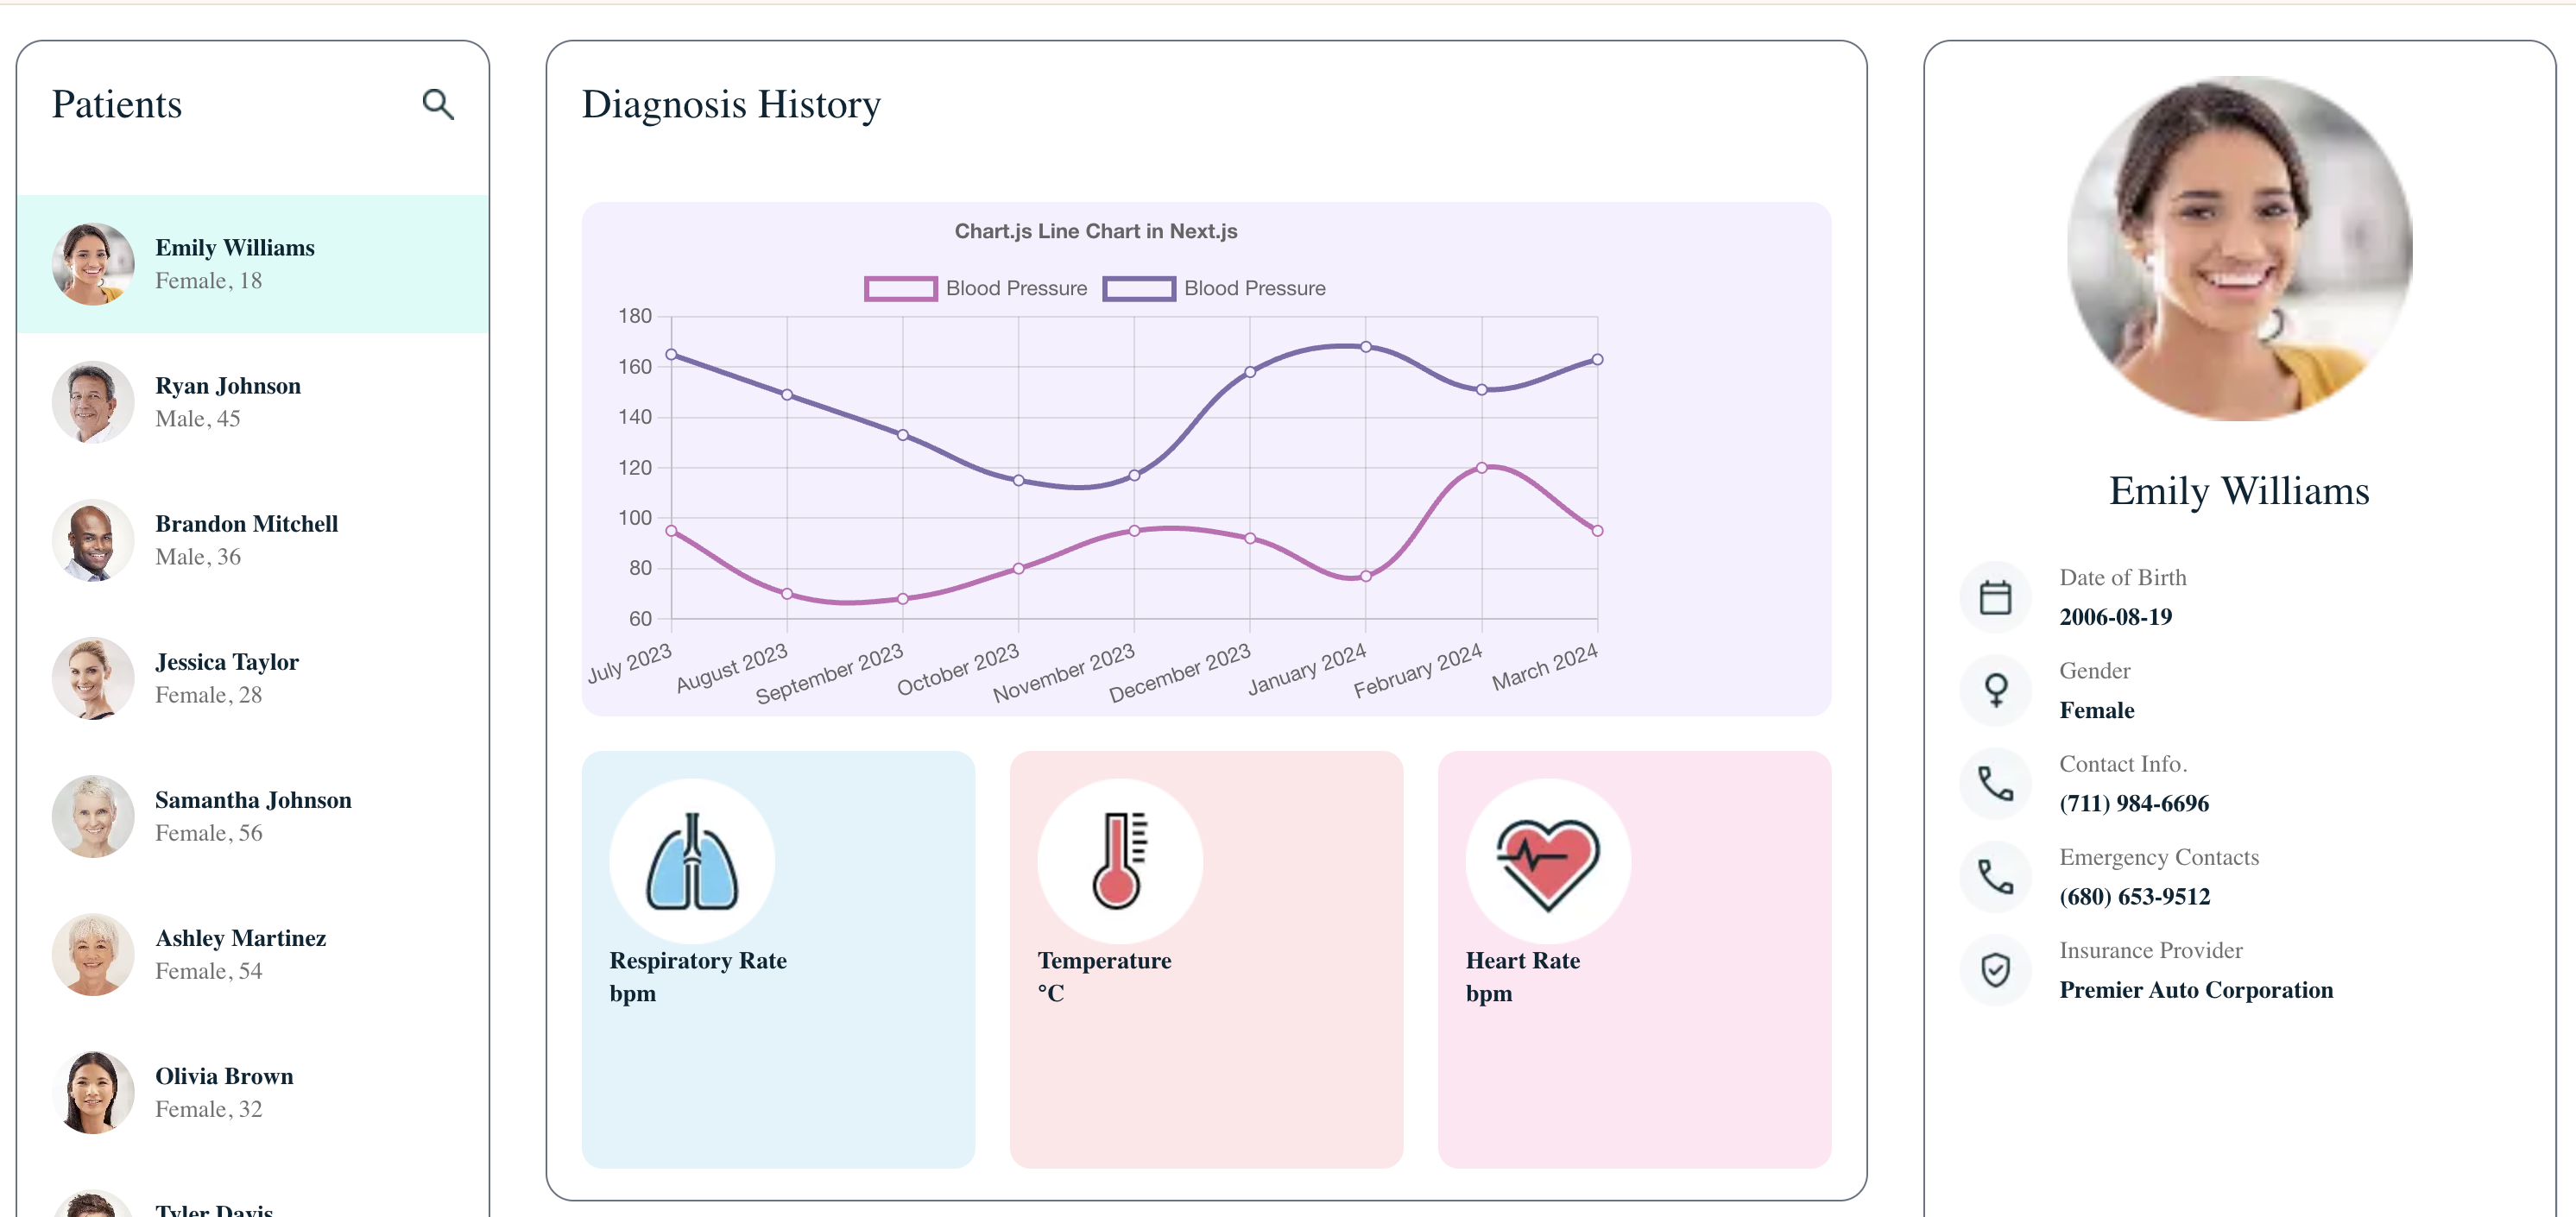 Patients
Emily Williams
Female, 18
Ryan Johnson
Male, 45
Brandon Mitchell
Male, 36
Jessica Taylor
Female, 28
Samantha Johnson
Female, 56
Ashley Martinez
Female, 54
Olivia Brown
Female, 32
Tyler Davis
Diagnosis History
Chart.js Line Chart in Next.js
Blood Pressure Blood Pressure
180
160
140
120
100
80
60
July 2023 August 2023 September 2023 October 2023 November 2023 December 2023 January 2024 February 2024 March 2024
Respiratory Rate
bpm
Temperature
°C
Heart Rate
bpm
Emily Williams
Date of Birth
2006-08-19
Gender
Female
Contact Info.
(711) 984-6696
Emergency Contacts
(680) 653-9512
Insurance Provider
Premier Auto Corporation